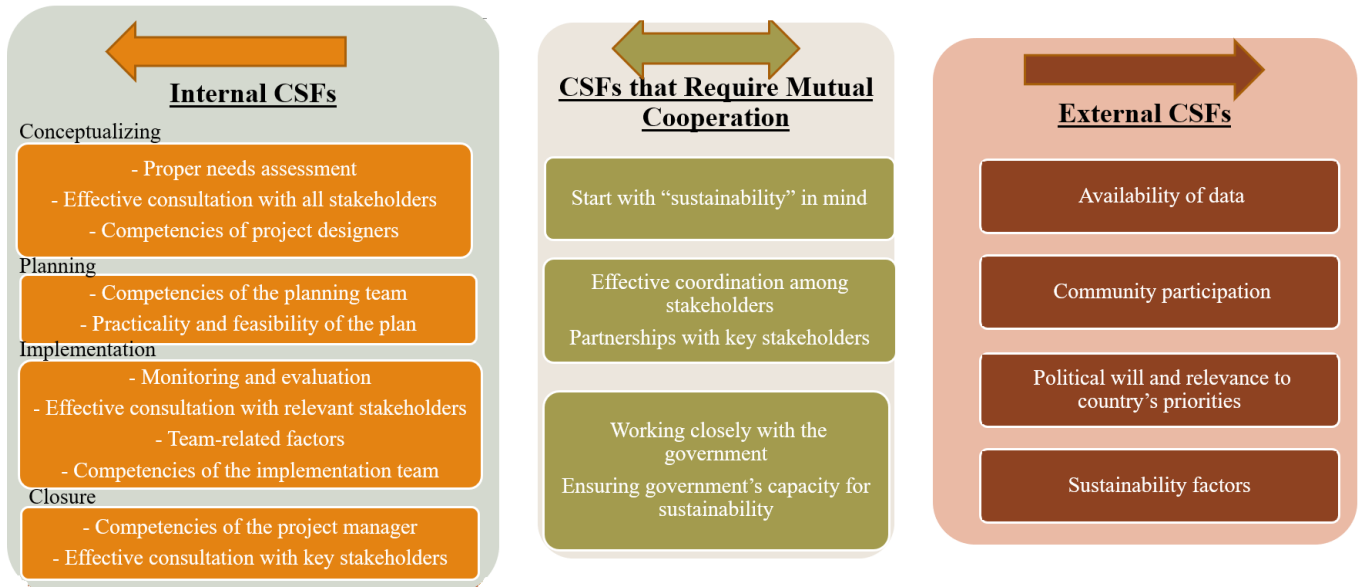 Internal CSFs
Conceptualizing
- Proper needs assessment
- Effective consultation with all stakeholders
- Competencies of project designers
Planning
- Competencies of the planning team
- Practicality and feasibility of the plan
Implementation
- Monitoring and evaluation
- Effective consultation with relevant stakeholders
- Team-related factors
- Competencies of the implementation team
Closure
- Competencies of the project manager
- Effective consultation with key stakeholders
CSFs that Require Mutual
Cooperation
Start with “sustainability” in mind
Effective coordination among
stakeholders
Partnerships with key stakeholders
Working closely with the
government
Ensuring government’s capacity for
sustainability
External CSFs
Availability of data
Community participation
Political will and relevance to
country’s priorities
Sustainability factors